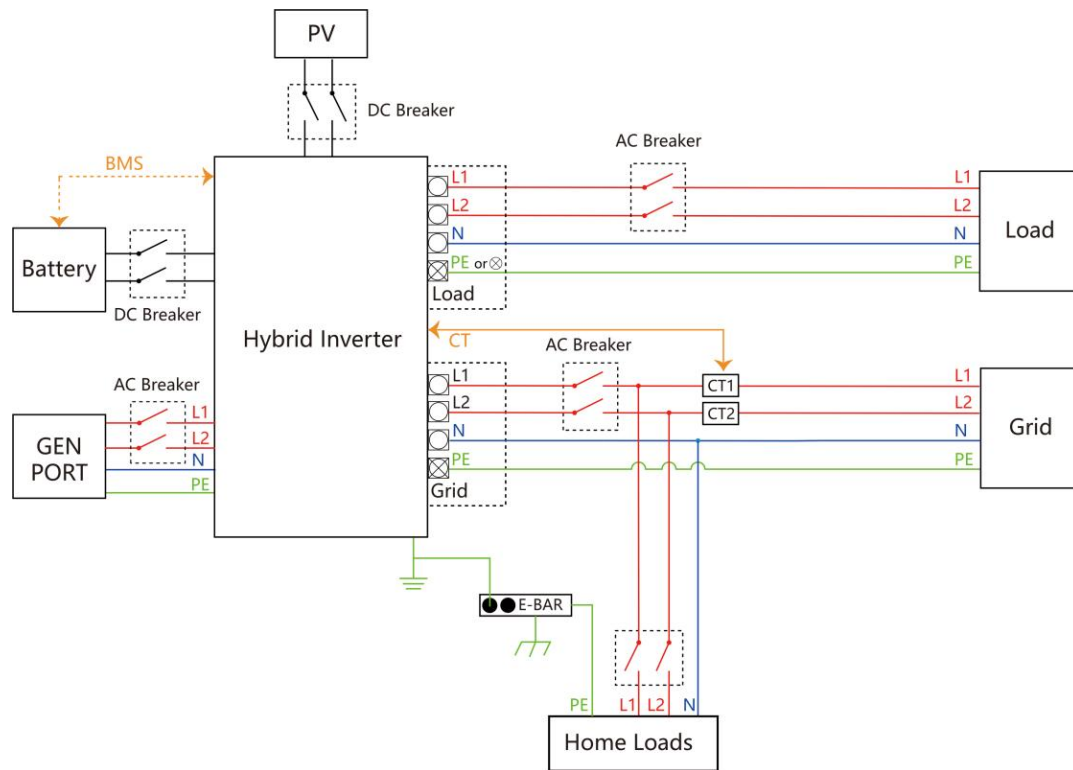 PV
DC Breaker
AC Breaker
BMS
L1
L1
L2
L2
N
N
PE or⊗
PE
Load
Load
Battery
DC Breaker
Hybrid Inverter
CT
AC Breaker
AC Breaker
L1
CT1
L1
L2
CT2
L2
N
N
PE
PE
Grid
Grid
GEN
PORT
L1
L2
N
PE
E-BAR
PE
L1
L2
N
Home Loads